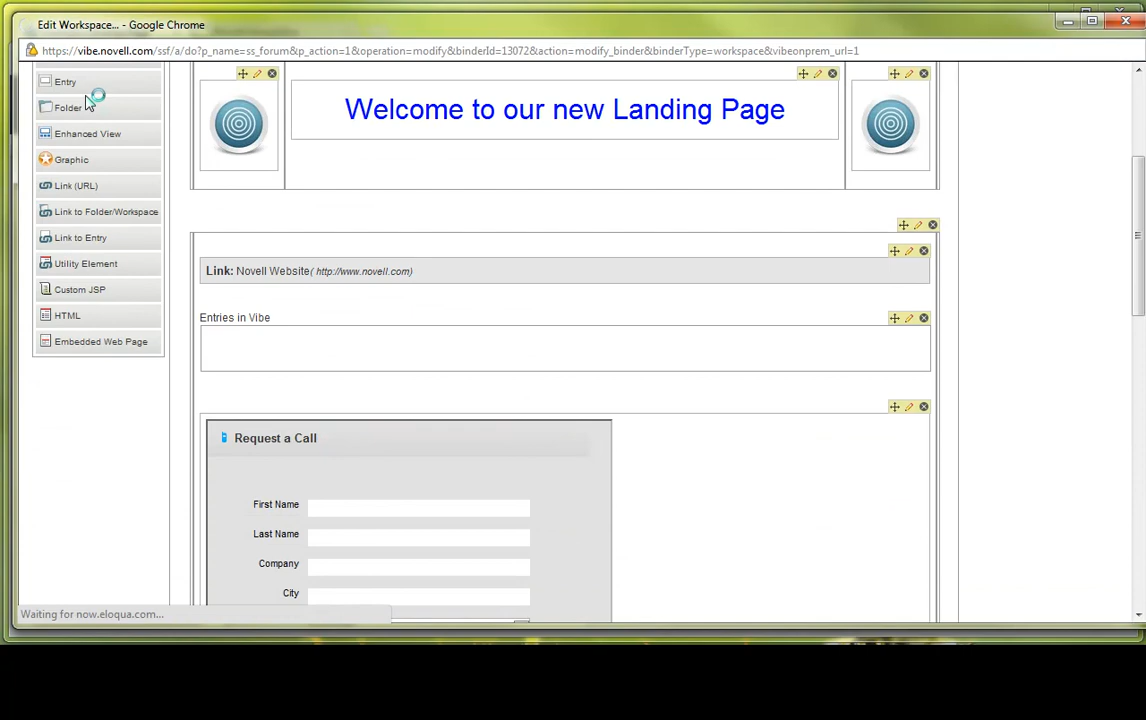 Edit Workspace... - Google Chrome
https://vibe.novell.com/ssf/a/do?p_name=ss_forum&p_action=1&operation=modify&binderId=13072&action=modify_binder&binderType=workspace&vibeonprem_url=1
Entry
Folder
Enhanced View
Graphic
Link (URL)
Link to Folder/Workspace
Link to Entry
Utility Element
Custom JSP
HTML
Embedded Web Page
Welcome to our new Landing Page
Link: Novell Website( http://www.novell.com)
Entries in Vibe
Request a Call
First Name
Last Name
Company
City
Waiting for now.eloqua.com...